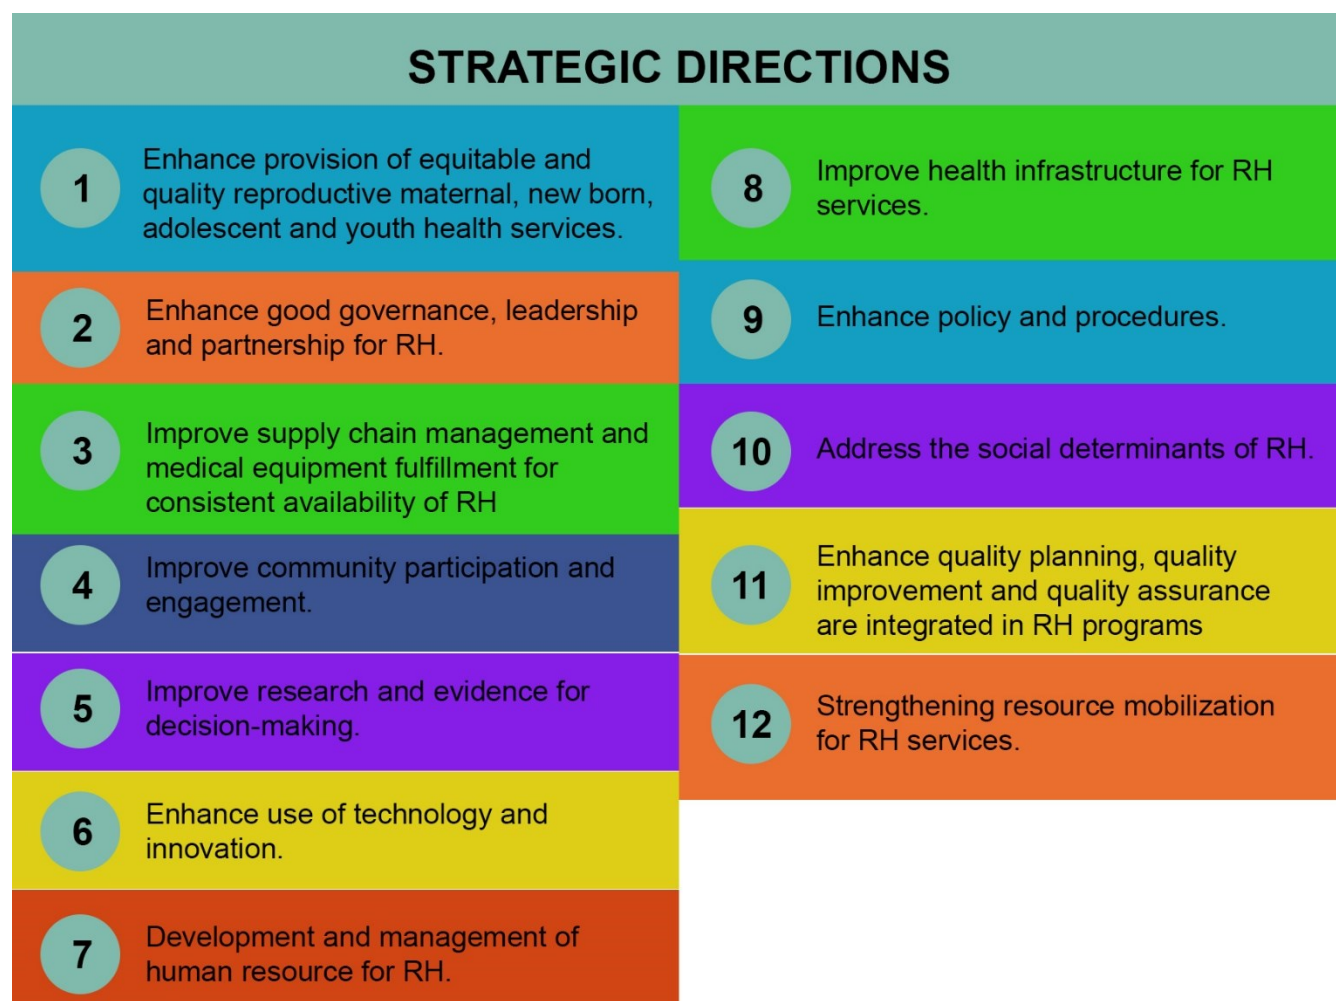 STRATEGIC DIRECTIONS
1
Enhance provision of equitable and
quality reproductive maternal, new born,
adolescent and youth health services.
2
Enhance good governance, leadership
and partnership for RH.
3
Improve supply chain management and
medical equipment fulfillment for
consistent availability of RH
4
Improve community participation and
engagement.
5
Improve research and evidence for
decision-making.
6
Enhance use of technology and
innovation.
7
Development and management of
human resource for RH.
8
Improve health infrastructure for RH
services.
9
Enhance policy and procedures.
10
Address the social determinants of RH.
11
Enhance quality planning, quality
improvement and quality assurance
are integrated in RH programs
12
Strengthening resource mobilization
for RH services.